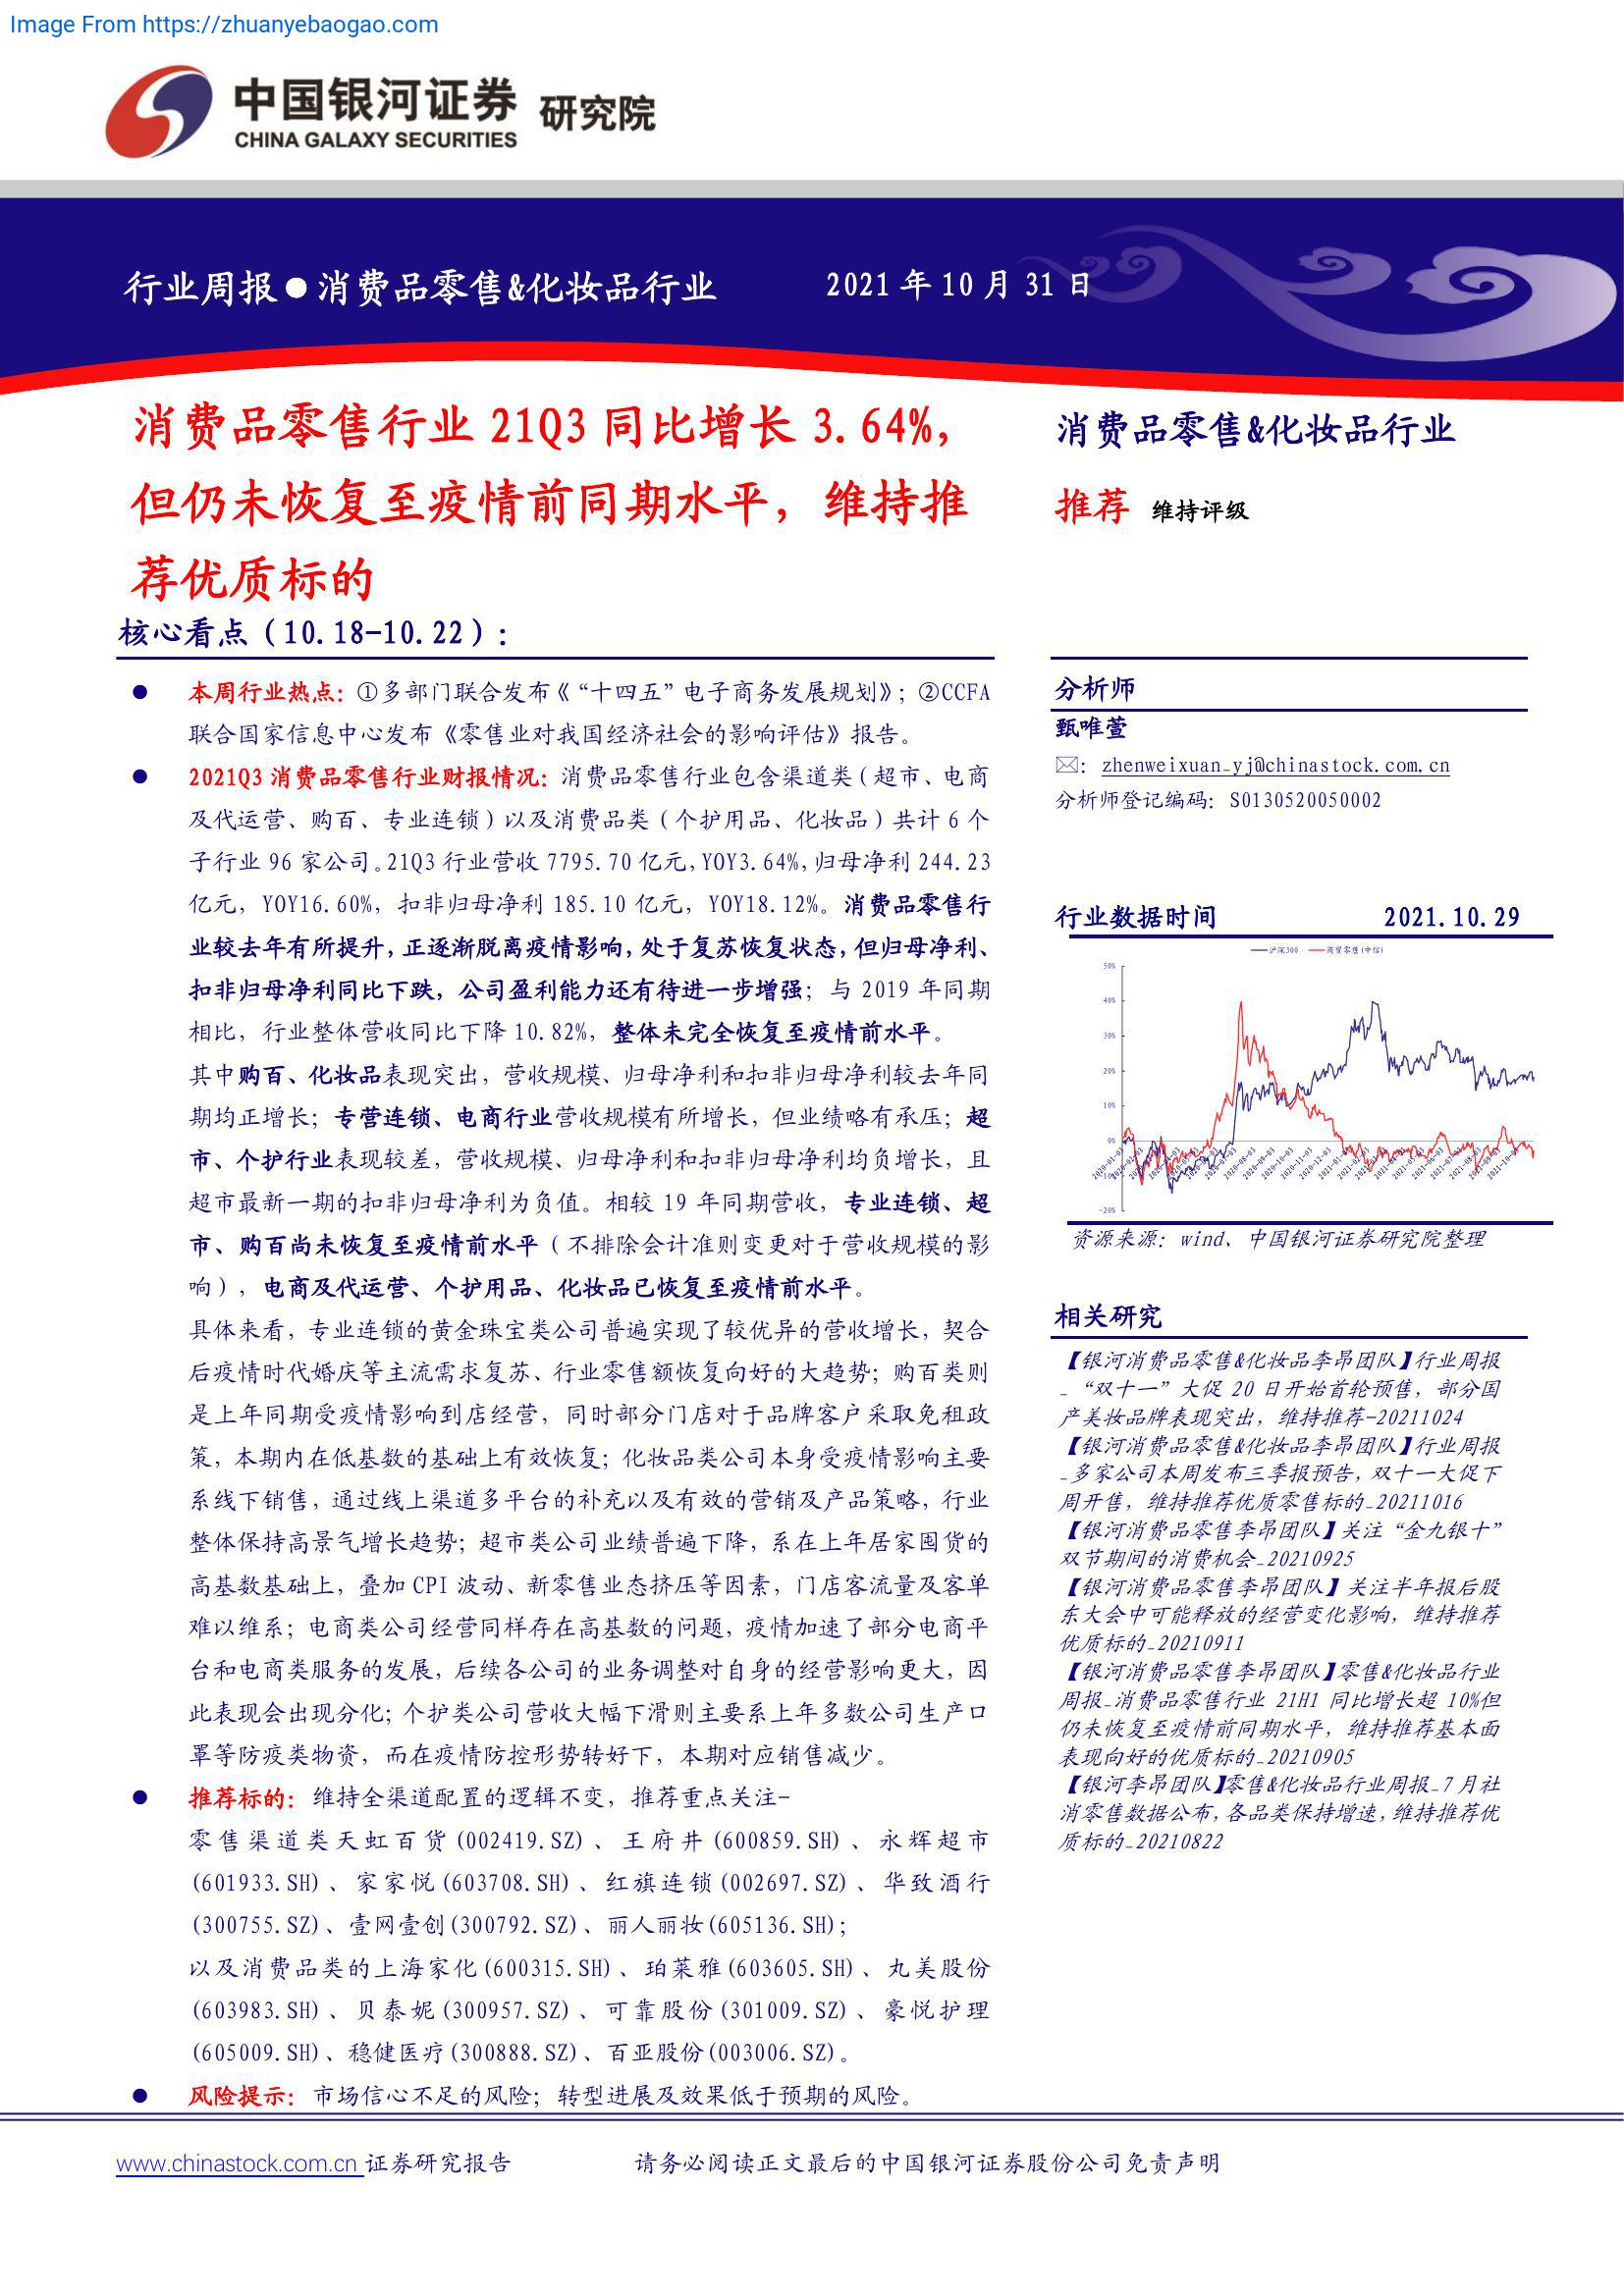 Image From https://zhuanyebaogao.com
中国银河证券 研究院
CHINA GALAXY SECURITIES
行业周报●消费品零售&化妆品行业 2021 年 10 月 31 日
消费品零售行业 21Q3 同比增长 3.64%,
但仍未恢复至疫情前同期水平，维持推
荐优质标的
核心看点（10.18-10.22）:
● 本周行业热点：①多部门联合发布《“十四五”电子商务发展规划》；②CCFA
联合国家信息中心发布《零售业对我国经济社会的影响评估》报告。
● 2021Q3 消费品零售行业财报情况：消费品零售行业包含渠道类（超市、电商
及代运营、购百、专业连锁）以及消费品类（个护用品、化妆品）共计 6 个
子行业 96 家公司。21Q3 行业营收 7795.70 亿元，YOY3.64%，归母净利 244.23
亿元，YOY16.60%，扣非归母净利 185.10 亿元，YOY18.12%。消费品零售行
业较去年有所提升，正逐渐脱离疫情影响，处于复苏恢复状态，但归母净利、
扣非归母净利同比下跌，公司盈利能力还有待进一步增强；与 2019 年同期
相比，行业整体营收同比下降 10.82%，整体未完全恢复至疫情前水平。
其中购百、化妆品表现突出，营收规模、归母净利和扣非归母净利较去年同
期均正增长；专营连锁、电商行业营收规模有所增长，但业绩略有承压；超
市、个护行业表现较差，营收规模、归母净利和扣非归母净利均负增长，且
超市最新一期的扣非归母净利为负值。相较 19 年同期营收，专业连锁、超
市、购百尚未恢复至疫情前水平（不排除会计准则变更对于营收规模的影
响），电商及代运营、个护用品、化妆品已恢复至疫情前水平。
具体来看，专业连锁的黄金珠宝类公司普遍实现了较优异的营收增长，契合
后疫情时代婚庆等主流需求复苏、行业零售额恢复向好的大趋势；购百类则
是上年同期受疫情影响到店经营，同时部分门店对于品牌客户采取免租政
策，本期内在低基数的基础上有效恢复；化妆品类公司本身受疫情影响主要
系线下销售，通过线上渠道多平台的补充以及有效的营销及产品策略，行业
整体保持高景气增长趋势；超市类公司业绩普遍下降，系在上年居家囤货的
高基数基础上，叠加 CPI 波动、新零售业态挤压等因素，门店客流量及客单
难以维系；电商类公司经营同样存在高基数的问题，疫情加速了部分电商平
台和电商类服务的发展，后续各公司的业务调整对自身的经营影响更大，因
此表现会出现分化；个护类公司营收大幅下滑则主要系上年多数公司生产口
罩等防疫类物资，而在疫情防控形势转好下，本期对应销售减少。
● 推荐标的：维持全渠道配置的逻辑不变，推荐重点关注-
零售渠道类天虹百货(002419.SZ)、王府井(600859.SH)、永辉超市
(601933.SH)、家家悦(603708.SH)、红旗连锁(002697.SZ)、华致酒行
(300755.SZ)、壹网壹创(300792.SZ)、丽人丽妆(605136.SH)；
以及消费品类的上海家化(600315.SH)、珀莱雅(603605.SH)、丸美股份
(603983.SH)、贝泰妮(300957.SZ)、可靠股份(301009.SZ)、豪悦护理
(605009.SH)、稳健医疗(300888.SZ)、百亚股份(003006.SZ)。
● 风险提示：市场信心不足的风险；转型进展及效果低于预期的风险。
消费品零售&化妆品行业
推荐 维持评级
分析师
甄唯萱
：zhenweixuan_yj@chinastock.com.cn
分析师登记编码：S0130520050002
行业数据时间 2021.10.29
沪深300 商贸零售(中信)
50%
40%
30%
20%
10%
0%
-10%
-20%
资源来源：wind、中国银河证券研究院整理
相关研究
【银河消费品零售&化妆品李昂团队】行业周报
_“双十一”大促 20 日开始首轮预售，部分国
产美妆品牌表现突出，维持推荐-20211024
【银河消费品零售&化妆品李昂团队】行业周报
_多家公司本周发布三季报预告，双十一大促下
周开售，维持推荐优质零售标的_20211016
【银河消费品零售李昂团队】关注“金九银十”
双节期间的消费机会_20210925
【银河消费品零售李昂团队】关注半年报后股
东大会中可能释放的经营变化影响，维持推荐
优质标的_20210911
【银河消费品零售李昂团队】零售&化妆品行业
周报_消费品零售行业 21H1 同比增长超 10%但
仍未恢复至疫情前同期水平，维持推荐基本面
表现向好的优质标的_20210905
【银河李昂团队】零售&化妆品行业周报_7 月社
消零售数据公布，各品类保持增速，维持推荐优
质标的_20210822
www.chinastock.com.cn 证券研究报告 请务必阅读正文最后的中国银河证券股份公司免责声明